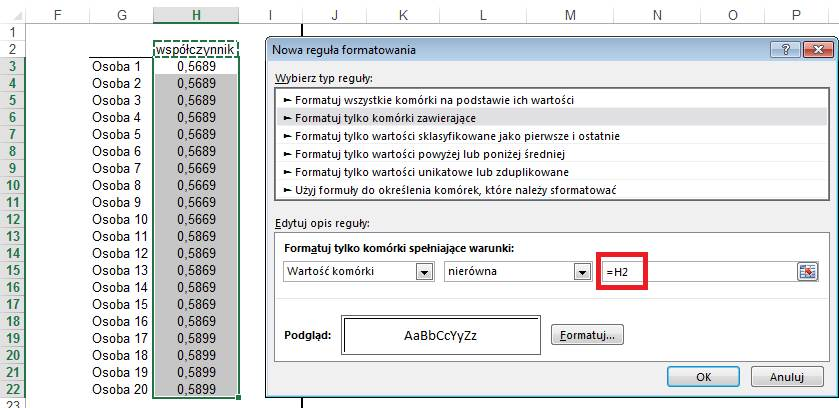 F G H I J K L M N O P
1
2 współczynnik
3 Osoba 1 0,5689
4 Osoba 2 0,5689
5 Osoba 3 0,5689
6 Osoba 4 0,5689
7 Osoba 5 0,5689
8 Osoba 6 0,5689
9 Osoba 7 0,5669
10 Osoba 8 0,5669
11 Osoba 9 0,5669
12 Osoba 10 0,5669
13 Osoba 11 0,5869
14 Osoba 12 0,5869
15 Osoba 13 0,5869
16 Osoba 14 0,5869
17 Osoba 15 0,5869
18 Osoba 16 0,5869
19 Osoba 17 0,5899
20 Osoba 18 0,5899
21 Osoba 19 0,5899
22 Osoba 20 0,5899
23
Nowa reguła formatowania
Wybierz typ reguły:
► Formatuj wszystkie komórki na podstawie ich wartości
► Formatuj tylko komórki zawierające
► Formatuj tylko wartości sklasyfikowane jako pierwsze i ostatnie
► Formatuj tylko wartości powyżej lub poniżej średniej
► Formatuj tylko wartości unikatowe lub zduplikowane
► Użyj formuły do określenia komórek, które należy sformatować
Edytuj opis reguły:
Formatuj tylko komórki spełniające warunki:
Wartość komórki nierówna =H2
Podgląd: AaBbCcYyZz Formatuj...
OK Anuluj